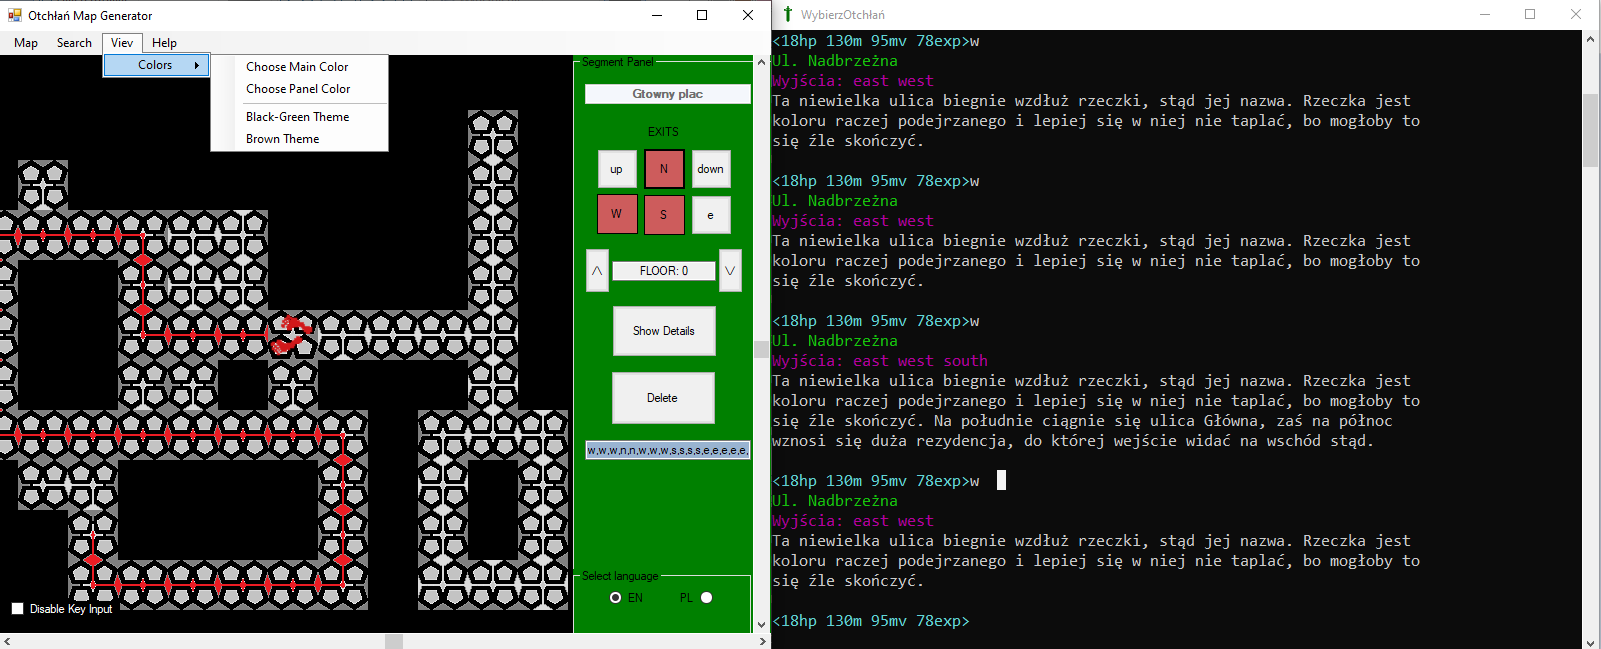 Otchłań Map Generator
Map Search Viev Help
Colors
Choose Main Color
Choose Panel Color
Black-Green Theme
Brown Theme
Segment Panel
Głowny plac
EXITS
up N down
W S e
FLOOR: 0
Show Details
Delete
w,w,w,n,n,w,w,w,s,s,s,s,e,e,e,e,e,
Select language
EN PL
Disable Key Input
WybierzOtchłań
<18hp 130m 95mv 78exp>w
Ul. Nadbrzeżna
Wyjścia: east west
Ta niewielka ulica biegnie wzdłuż rzeczki, stąd jej nazwa. Rzeczka jest
koloru raczej podejrzanego i lepiej się w niej nie taplać, bo mogłoby to
się źle skończyć.
<18hp 130m 95mv 78exp>w
Ul. Nadbrzeżna
Wyjścia: east west
Ta niewielka ulica biegnie wzdłuż rzeczki, stąd jej nazwa. Rzeczka jest
koloru raczej podejrzanego i lepiej się w niej nie taplać, bo mogłoby to
się źle skończyć.
<18hp 130m 95mv 78exp>w
Ul. Nadbrzeżna
Wyjścia: east west south
Ta niewielka ulica biegnie wzdłuż rzeczki, stąd jej nazwa. Rzeczka jest
koloru raczej podejrzanego i lepiej się w niej nie taplać, bo mogłoby to
się źle skończyć. Na południe ciągnie się ulica Główna, zaś na północ
wznosi się duża rezydencja, do której wejście widać na wschód stąd.
<18hp 130m 95mv 78exp>w
Ul. Nadbrzeżna
Wyjścia: east west
Ta niewielka ulica biegnie wzdłuż rzeczki, stąd jej nazwa. Rzeczka jest
koloru raczej podejrzanego i lepiej się w niej nie taplać, bo mogłoby to
się źle skończyć.
<18hp 130m 95mv 78exp>